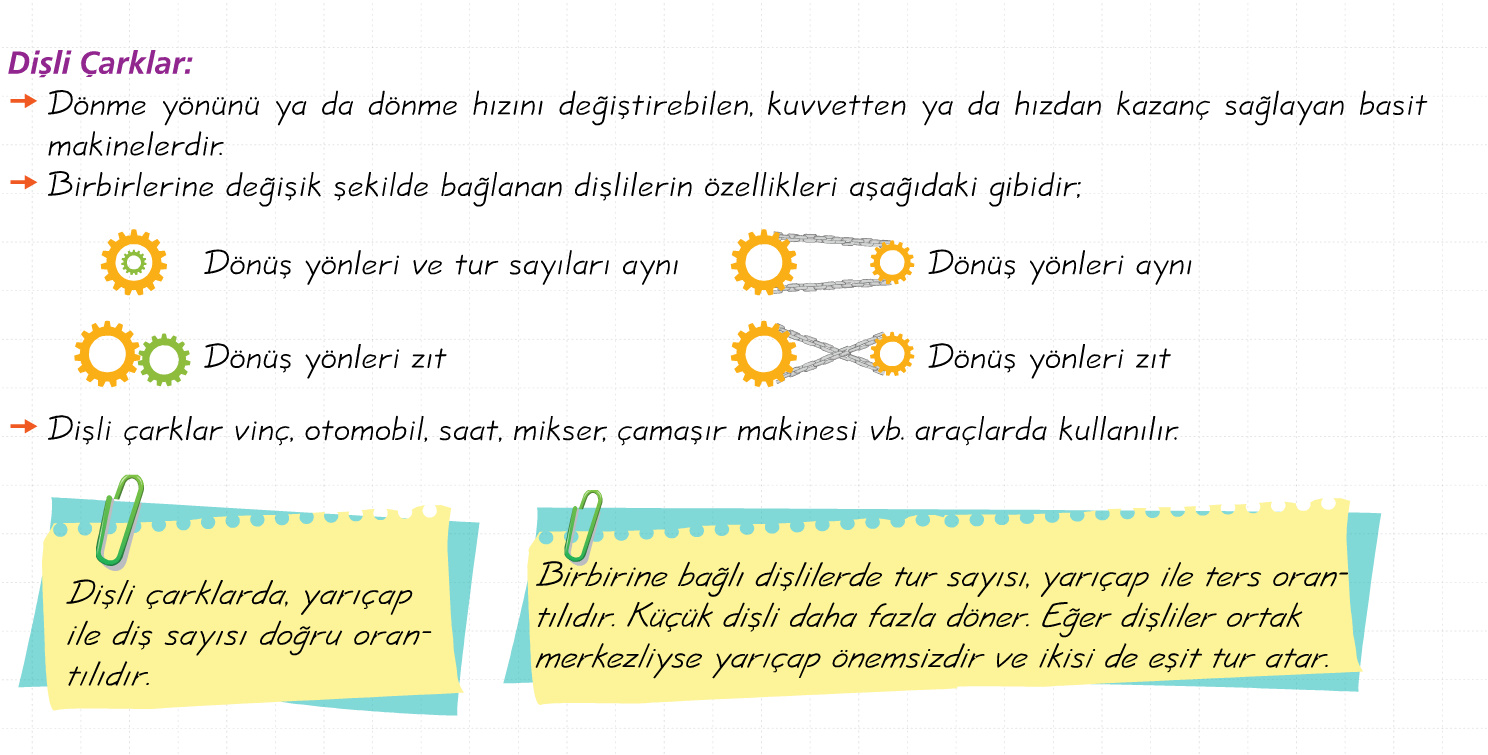 Dişli Çarklar:
→ Dönme yönünü ya da dönme hızını değiştirebilen, kuvvetten ya da hızdan kazanç sağlayan basit
makinelerdir.
→ Birbirlerine değişik şekilde bağlanan dişlilerin özellikleri aşağıdaki gibidir;
Dönüş yönleri ve tur sayıları aynı
Dönüş yönleri aynı
Dönüş yönleri zıt
Dönüş yönleri zıt
→ Dişli çarklar vinç, otomobil, saat, mikser, çamaşır makinesi vb. araçlarda kullanılır.
Dişli çarklarda, yarıçap
ile diş sayısı doğru oran-
tılıdır.
Birbirine bağlı dişlilerde tur sayısı, yarıçap ile ters oran-
tılıdır. Küçük dişli daha fazla döner. Eğer dişliler ortak
merkezliyse yarıçap önemsizdir ve ikisi de eşit tur atar.